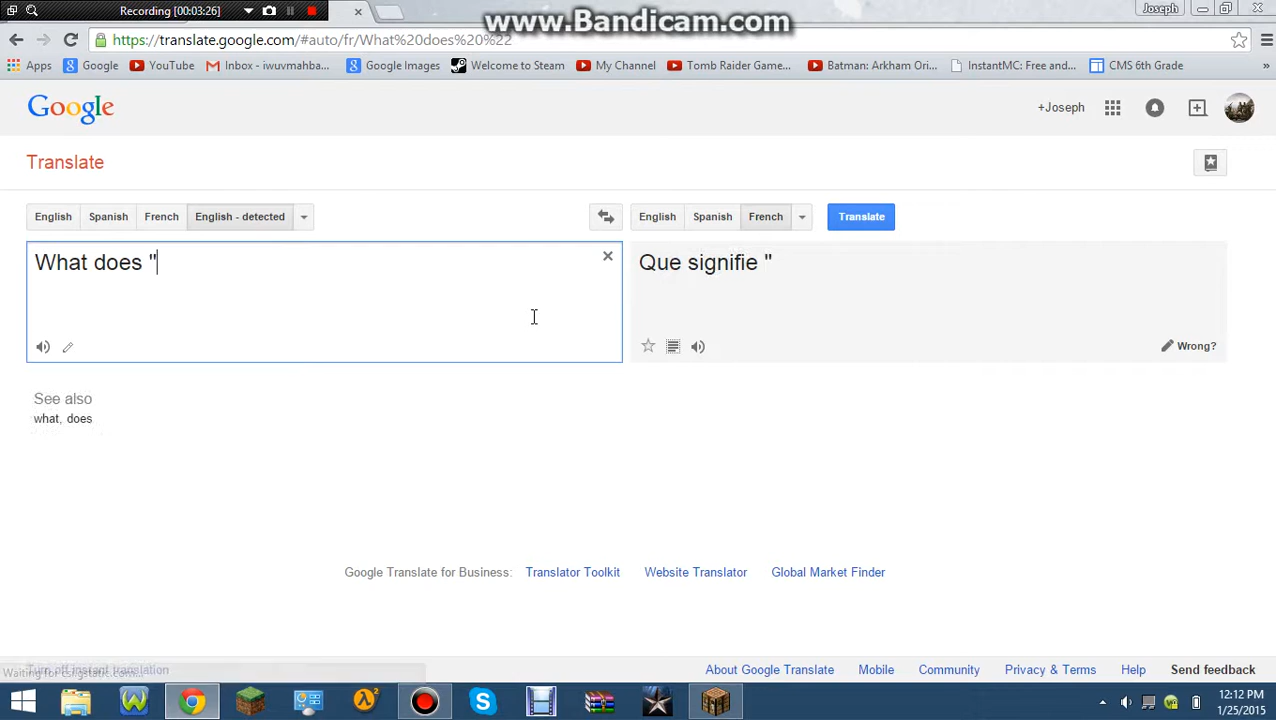 Recording [00:03:26]
www.Bandicam.com
Joseph
https://translate.google.com/#auto/fr/What%20does%20%22
Apps Google YouTube Inbox - iwuvmahba... Google Images Welcome to Steam My Channel Tomb Raider Game... Batman: Arkham Ori... InstantMC: Free and... CMS 6th Grade »
Google
+Joseph
Translate
English Spanish French English - detected
English Spanish French Translate
What does "
Que signifie "
Wrong?
See also
what, does
Google Translate for Business: Translator Toolkit Website Translator Global Market Finder
Turn off instant translation
About Google Translate Mobile Community Privacy & Terms Help Send feedback
12:12 PM
1/25/2015